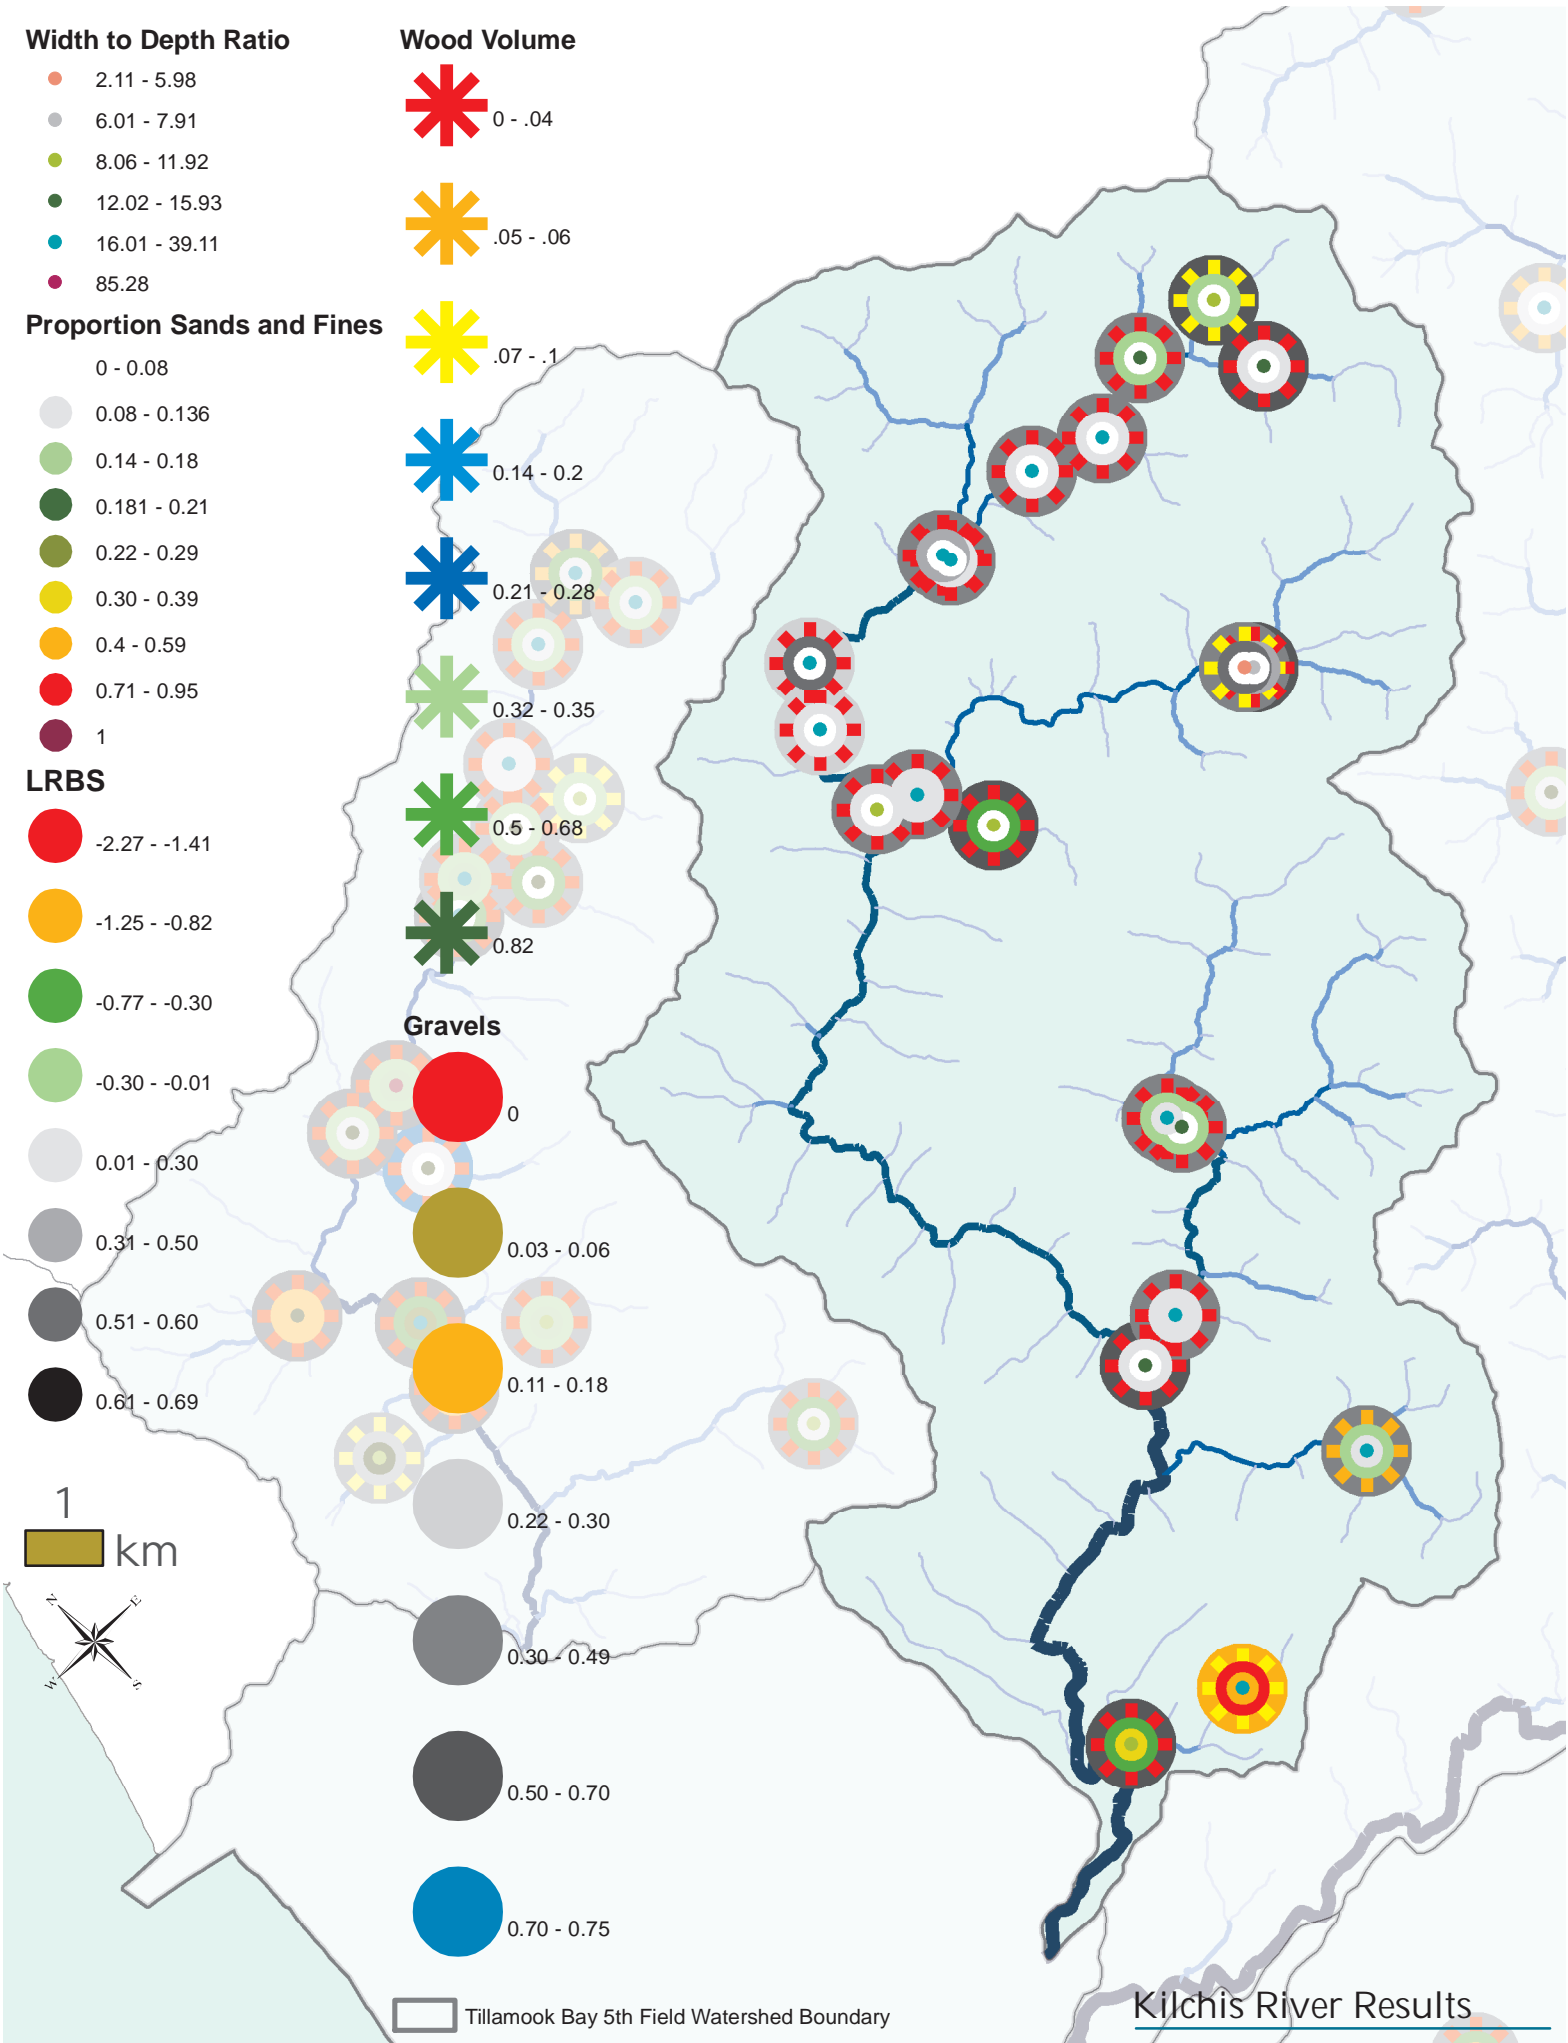 Width to Depth Ratio
2.11 - 5.98
6.01 - 7.91
8.06 - 11.92
12.02 - 15.93
16.01 - 39.11
85.28
Proportion Sands and Fines
0 - 0.08
0.08 - 0.136
0.14 - 0.18
0.181 - 0.21
0.22 - 0.29
0.30 - 0.39
0.4 - 0.59
0.71 - 0.95
1
LRBS
-2.27 - -1.41
-1.25 - -0.82
-0.77 - -0.30
-0.30 - -0.01
0.01 - 0.30
0.31 - 0.50
0.51 - 0.60
0.61 - 0.69
1
km
N
E
W
S
Wood Volume
0 - .04
.05 - .06
.07 - .1
0.14 - 0.2
0.21 - 0.28
0.32 - 0.35
0.5 - 0.68
0.82
Gravels
0
0.03 - 0.06
0.11 - 0.18
0.22 - 0.30
0.30 - 0.49
0.50 - 0.70
0.70 - 0.75
Tillamook Bay 5th Field Watershed Boundary
Kilchis River Results